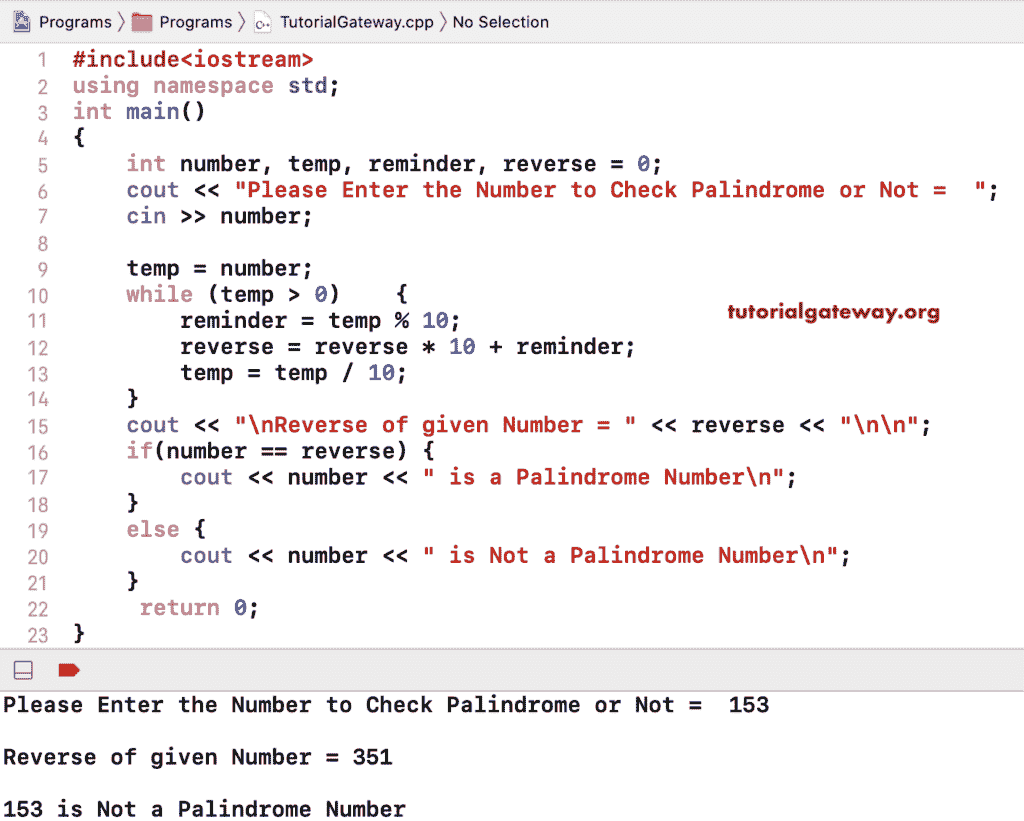 Programs 〉 Programs 〉 TutorialGateway.cpp 〉 No Selection
1 #include<iostream>
2 using namespace std;
3 int main()
4 {
5     int number, temp, reminder, reverse = 0;
6     cout << "Please Enter the Number to Check Palindrome or Not =  ";
7     cin >> number;
8
9     temp = number;
10     while (temp > 0)    {
tutorialgateway.org
11         reminder = temp % 10;
12         reverse = reverse * 10 + reminder;
13         temp = temp / 10;
14     }
15     cout << "\nReverse of given Number = " << reverse << "\n\n";
16     if(number == reverse) {
17         cout << number << " is a Palindrome Number\n";
18     }
19     else {
20         cout << number << " is Not a Palindrome Number\n";
21     }
22      return 0;
23 }
Please Enter the Number to Check Palindrome or Not =  153
Reverse of given Number = 351
153 is Not a Palindrome Number